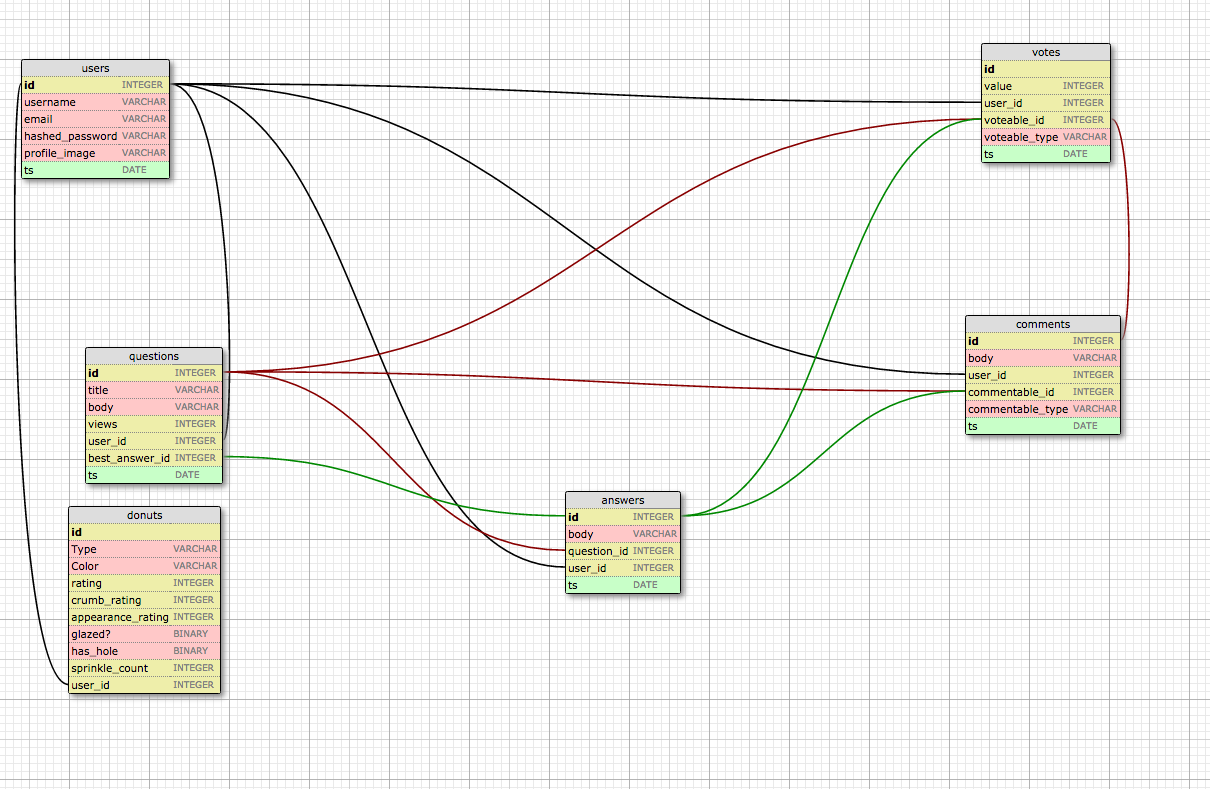 users
id INTEGER
username VARCHAR
email VARCHAR
hashed_password VARCHAR
profile_image VARCHAR
ts DATE
votes
id
value INTEGER
user_id INTEGER
voteable_id INTEGER
voteable_type VARCHAR
ts DATE
questions
id INTEGER
title VARCHAR
body VARCHAR
views INTEGER
user_id INTEGER
best_answer_id INTEGER
ts DATE
comments
id INTEGER
body VARCHAR
user_id INTEGER
commentable_id INTEGER
commentable_type VARCHAR
ts DATE
donuts
id
Type VARCHAR
Color VARCHAR
rating INTEGER
crumb_rating INTEGER
appearance_rating INTEGER
glazed? BINARY
has_hole BINARY
sprinkle_count INTEGER
user_id INTEGER
answers
id INTEGER
body VARCHAR
question_id INTEGER
user_id INTEGER
ts DATE